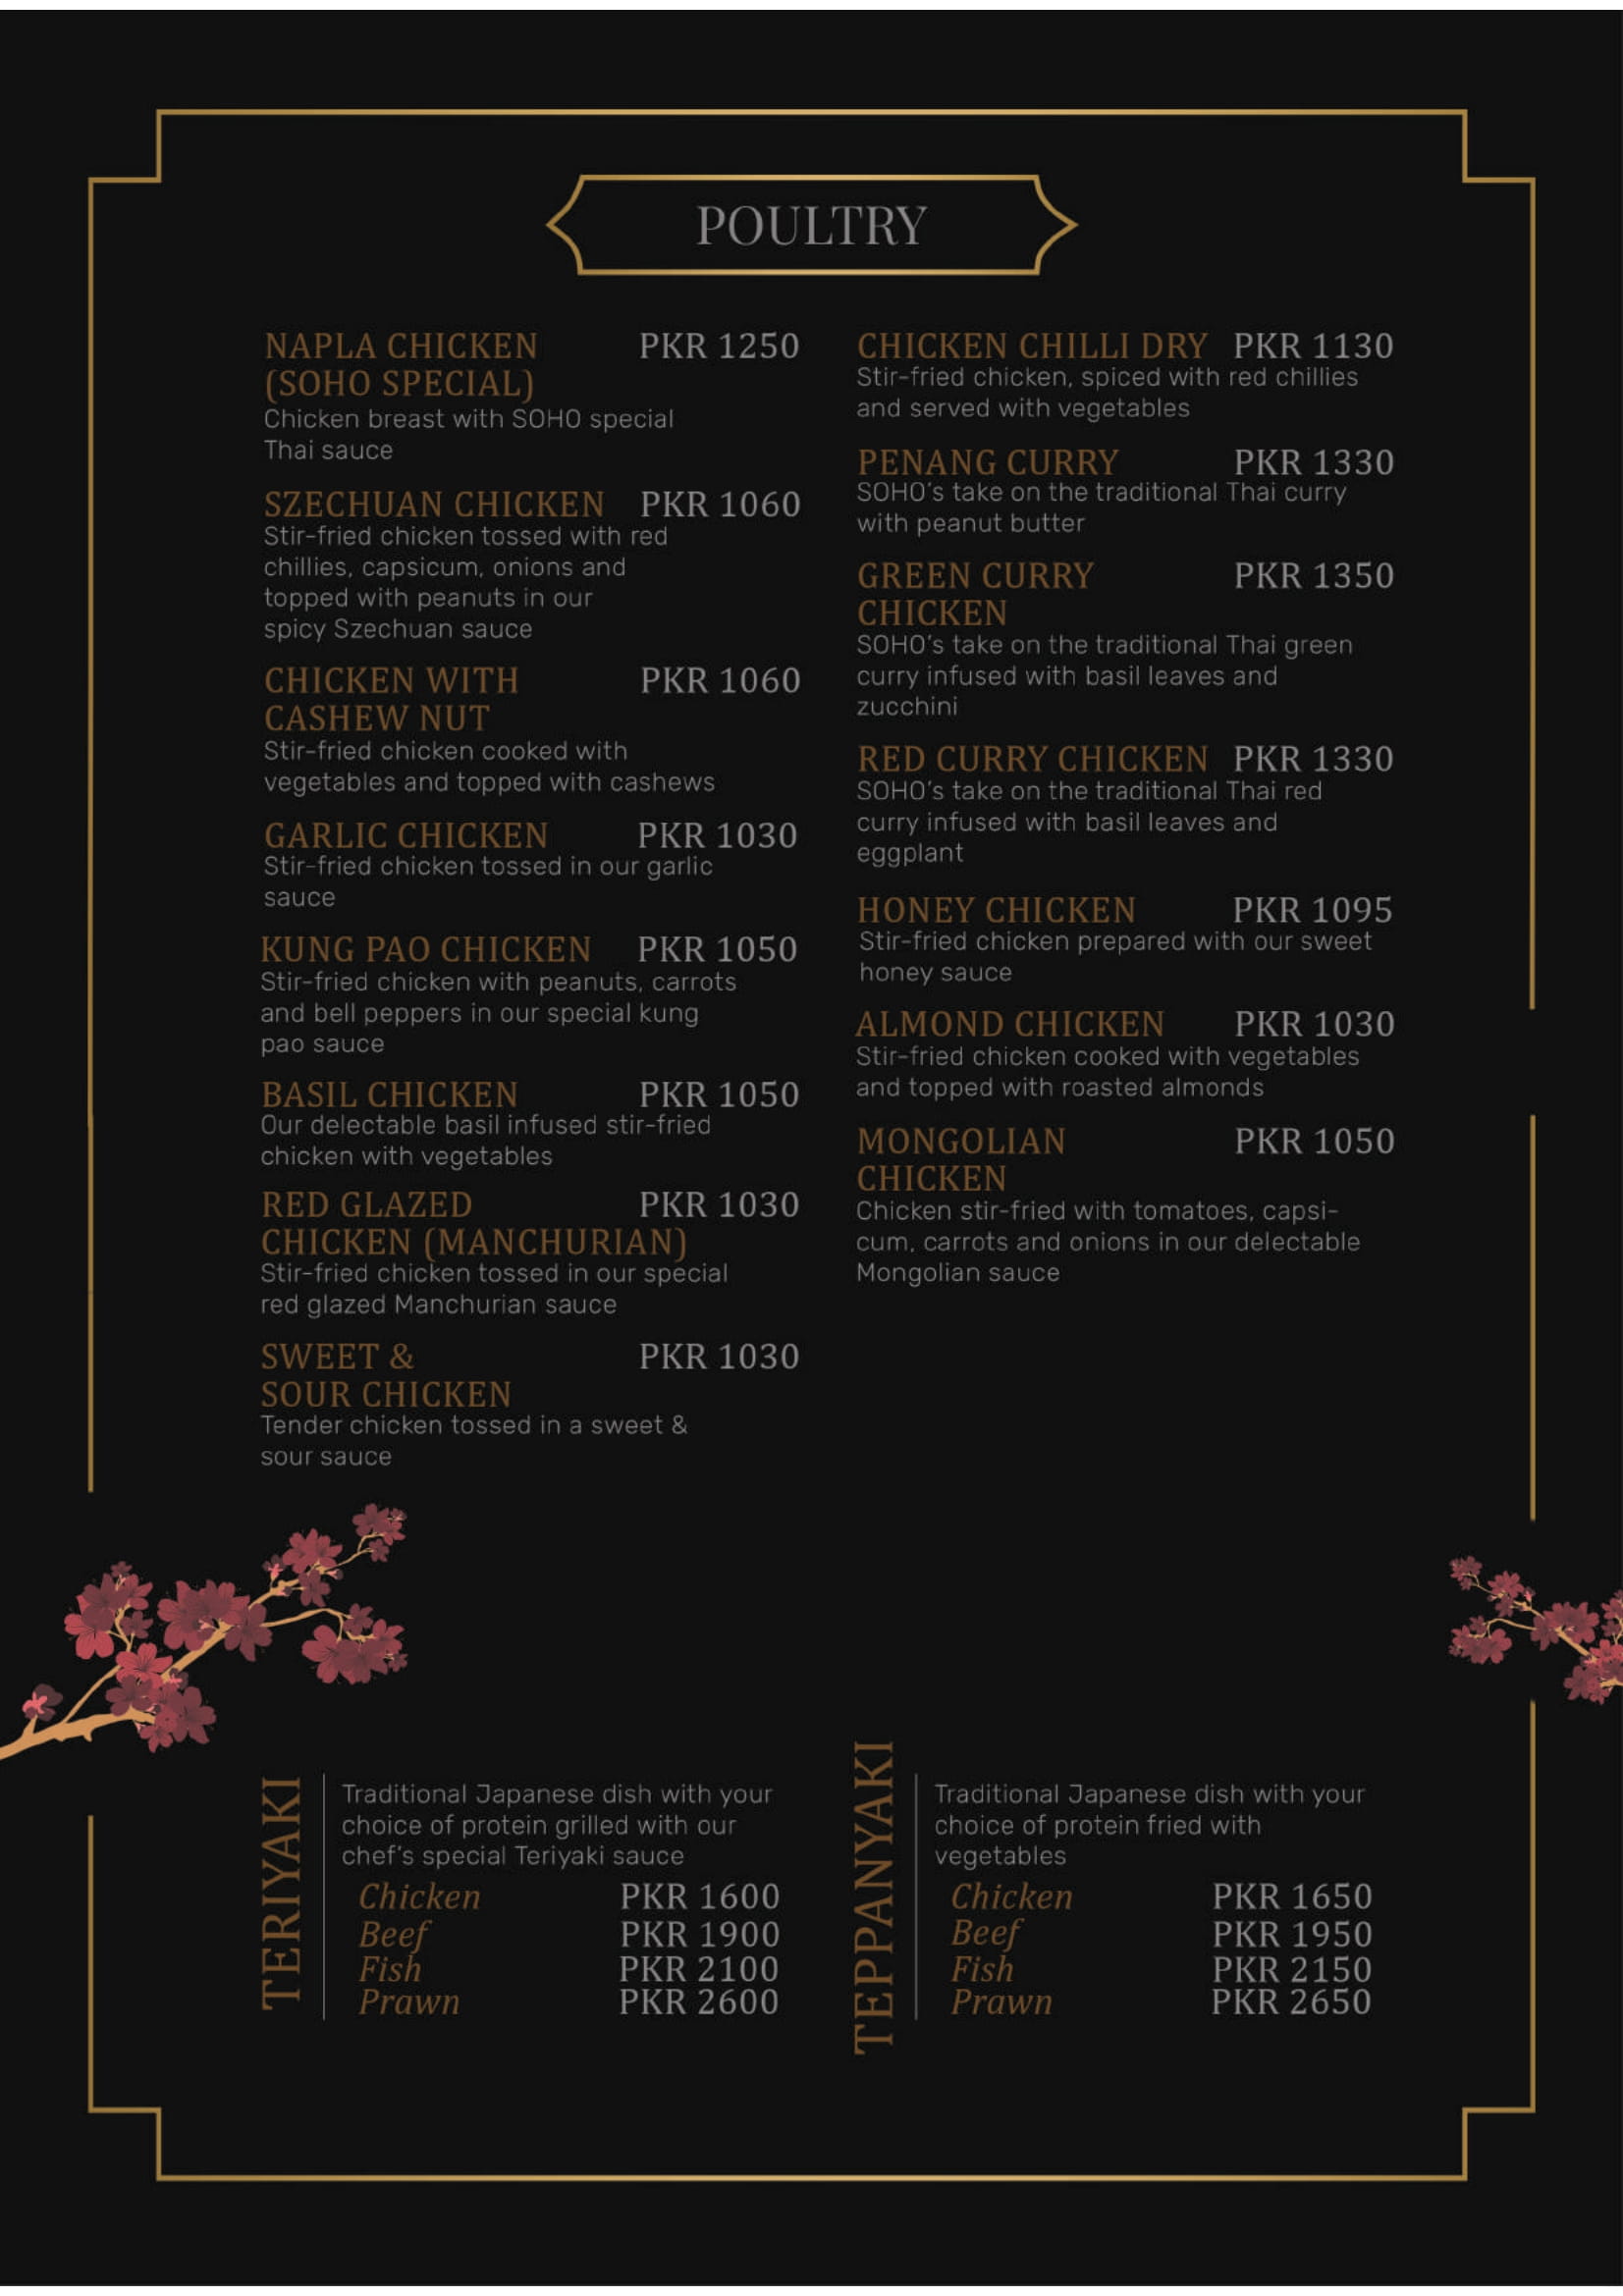 POULTRY
NAPLA CHICKEN PKR 1250
(SOHO SPECIAL)
Chicken breast with SOHO special
Thai sauce
SZECHUAN CHICKEN PKR 1060
Stir-fried chicken tossed with red
chillies, capsicum, onions and
topped with peanuts in our
spicy Szechuan sauce
CHICKEN WITH PKR 1060
CASHEW NUT
Stir-fried chicken cooked with
vegetables and topped with cashews
GARLIC CHICKEN PKR 1030
Stir-fried chicken tossed in our garlic
sauce
KUNG PAO CHICKEN PKR 1050
Stir-fried chicken with peanuts, carrots
and bell peppers in our special kung
pao sauce
BASIL CHICKEN PKR 1050
Our delectable basil infused stir-fried
chicken with vegetables
RED GLAZED PKR 1030
CHICKEN (MANCHURIAN)
Stir-fried chicken tossed in our special
red glazed Manchurian sauce
SWEET & PKR 1030
SOUR CHICKEN
Tender chicken tossed in a sweet &
sour sauce
CHICKEN CHILLI DRY PKR 1130
Stir-fried chicken, spiced with red chillies
and served with vegetables
PENANG CURRY PKR 1330
SOHO's take on the traditional Thai curry
with peanut butter
GREEN CURRY PKR 1350
CHICKEN
SOHO's take on the traditional Thai green
curry infused with basil leaves and
zucchini
RED CURRY CHICKEN PKR 1330
SOHO's take on the traditional Thai red
curry infused with basil leaves and
eggplant
HONEY CHICKEN PKR 1095
Stir-fried chicken prepared with our sweet
honey sauce
ALMOND CHICKEN PKR 1030
Stir-fried chicken cooked with vegetables
and topped with roasted almonds
MONGOLIAN PKR 1050
CHICKEN
Chicken stir-fried with tomatoes, capsi-
cum, carrots and onions in our delectable
Mongolian sauce
TERIYAKI
Traditional Japanese dish with your
choice of protein grilled with our
chef's special Teriyaki sauce
Chicken PKR 1600
Beef PKR 1900
Fish PKR 2100
Prawn PKR 2600
TEPPANYAKI
Traditional Japanese dish with your
choice of protein fried with
vegetables
Chicken PKR 1650
Beef PKR 1950
Fish PKR 2150
Prawn PKR 2650